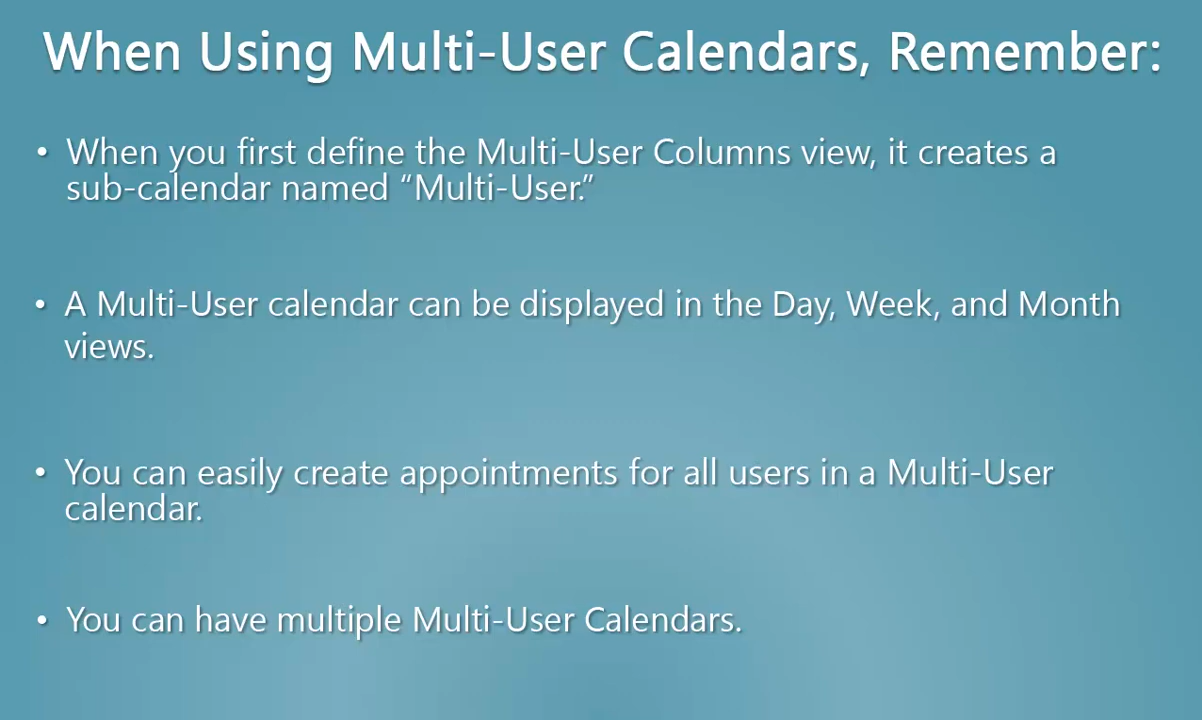 When Using Multi-User Calendars, Remember:
• When you first define the Multi-User Columns view, it creates a
sub-calendar named “Multi-User.”
• A Multi-User calendar can be displayed in the Day, Week, and Month
views.
• You can easily create appointments for all users in a Multi-User
calendar.
• You can have multiple Multi-User Calendars.